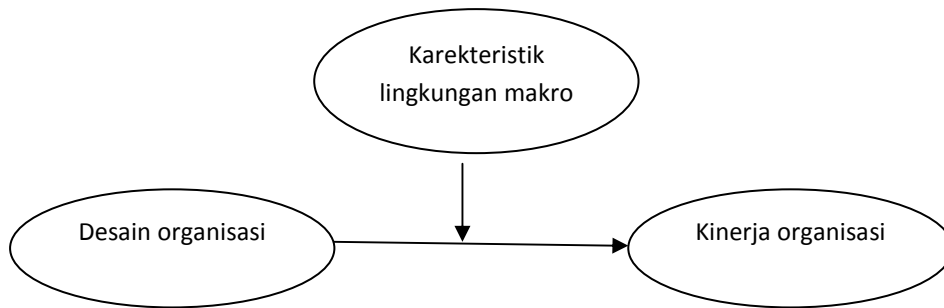 Karekteristik
lingkungan makro
Desain organisasi
Kinerja organisasi